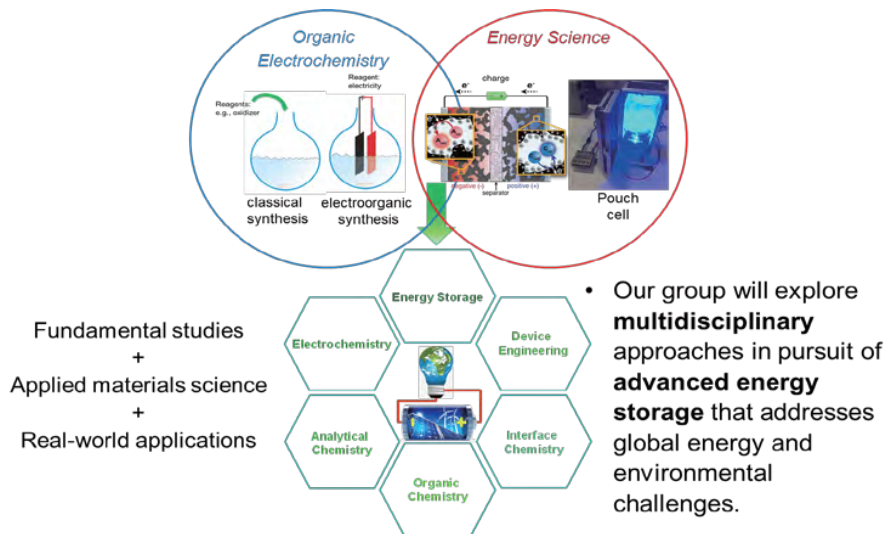 Organic
Electrochemistry
Energy Science
Reagents:
e.g., oxidizer
Reagent:
electricity
classical
synthesis
electroorganic
synthesis
charge
e⁻
e⁻
negative (-)
positive (+)
separator
Pouch
cell
Energy Storage
Electrochemistry
Device
Engineering
Analytical
Chemistry
Interface
Chemistry
Organic
Chemistry
Fundamental studies
+
Applied materials science
+
Real-world applications
• Our group will explore
multidisciplinary
approaches in pursuit of
advanced energy
storage that addresses
global energy and
environmental
challenges.